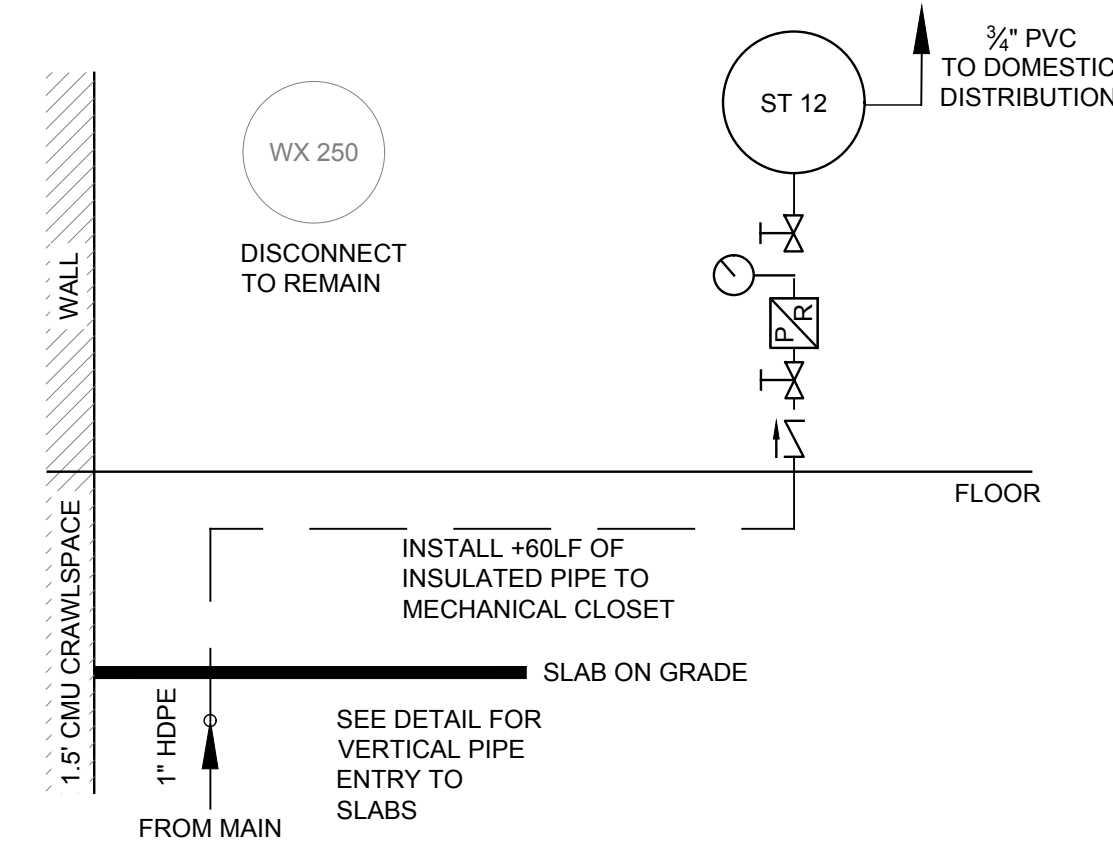 ¾" PVC
TO DOMESTIC
DISTRIBUTION
ST 12
WX 250
DISCONNECT
TO REMAIN
WALL
P R
FLOOR
INSTALL +60LF OF
INSULATED PIPE TO
MECHANICAL CLOSET
1.5' CMU CRAWLSPACE
SLAB ON GRADE
1" HDPE
SEE DETAIL FOR
VERTICAL PIPE
ENTRY TO
SLABS
FROM MAIN